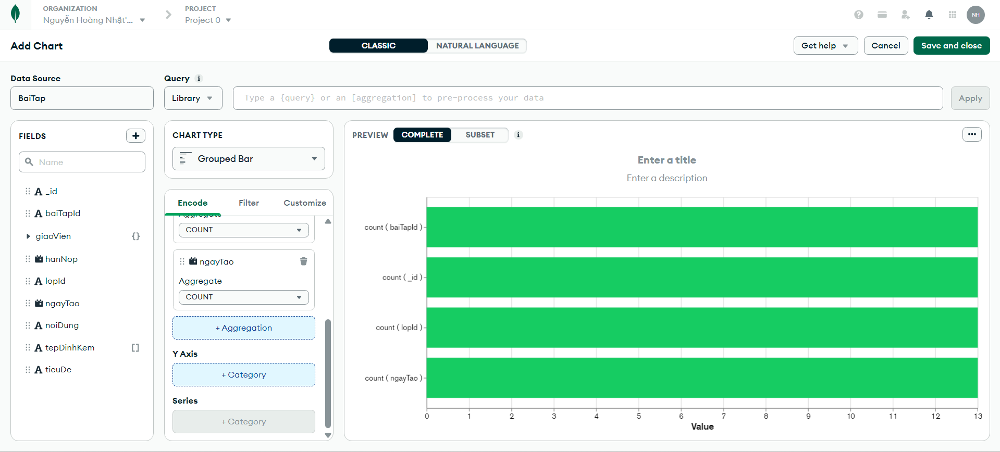 ORGANIZATION
Nguyễn Hoàng Nhật'...
PROJECT
Project 0
NH
Add Chart
CLASSIC
NATURAL LANGUAGE
Get help
Cancel
Save and close
Data Source
BaiTap
Query
Library
Type a {query} or an [aggregation] to pre-process your data
Apply
FIELDS
Name
_id
baiTapId
giaoVien {}
hanNop
lopId
ngayTao
noiDung
tepDinhKem []
tieuDe
CHART TYPE
Grouped Bar
Encode
Filter
Customize
Aggregate
COUNT
ngayTao
Aggregate
COUNT
+ Aggregation
Y Axis
+ Category
Series
+ Category
PREVIEW
COMPLETE
SUBSET
Enter a title
Enter a description
count ( baiTapId )
count ( _id )
count ( lopId )
count ( ngayTao )
0 1 2 3 4 5 6 7 8 9 10 11 12 13
Value